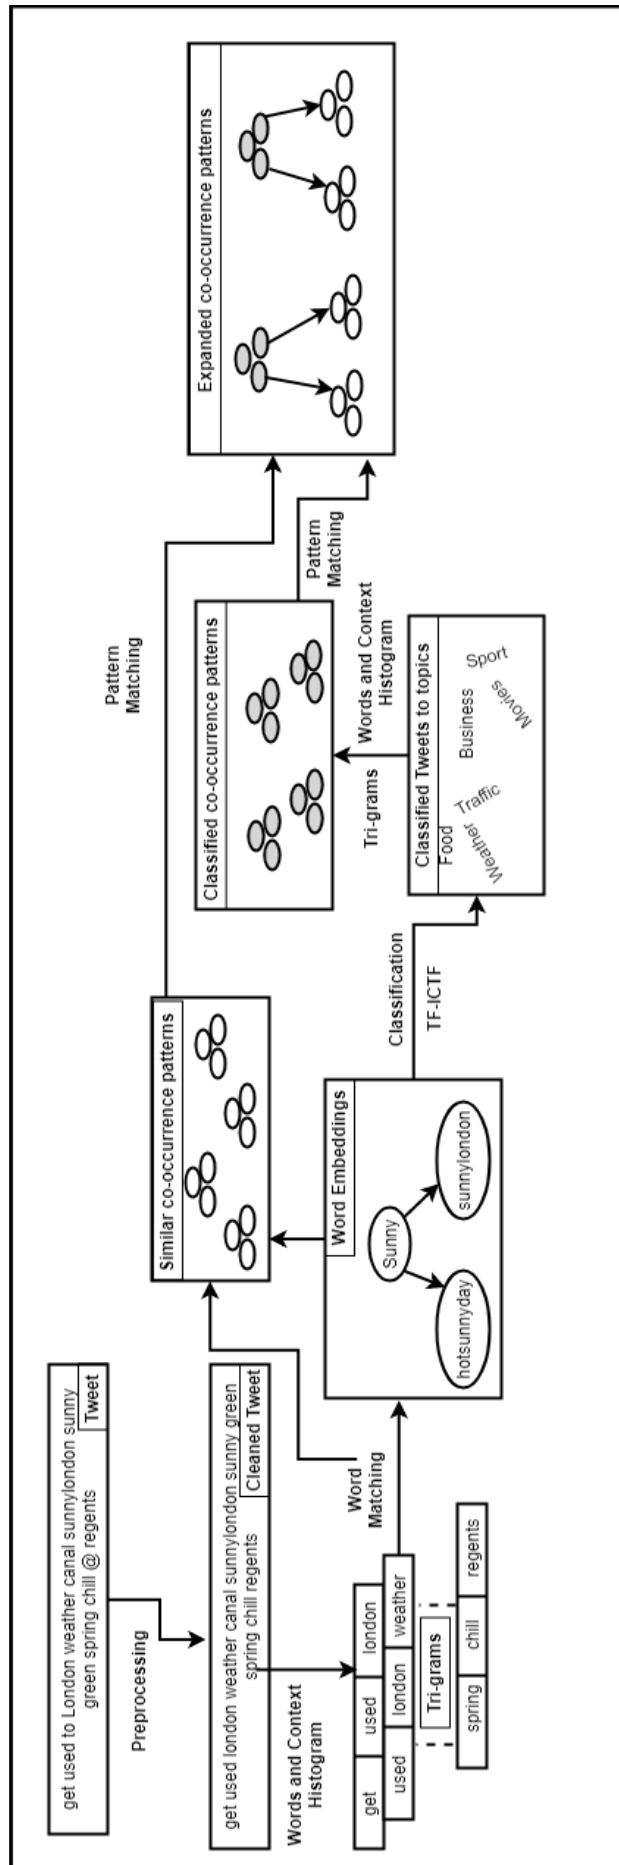 get used to London weather canal sunnylondon sunny
green spring chill @ regents
Tweet
Preprocessing
get used london weather canal sunnylondon sunny green
spring chill regents
Cleaned Tweet
Words and Context
Histogram
get used london
used london weather
Tri-grams
spring chill regents
Word
Matching
Similar co-occurrence patterns
Word Embeddings
Sunny
hotsunnyday
sunnylondon
Classification
TF-ICTF
Classified Tweets to topics
Food
Weather
Traffic
Business
Movies
Sport
Tri-grams
Words and Context
Histogram
Classified co-occurrence patterns
Pattern
Matching
Pattern
Matching
Expanded co-occurrence patterns